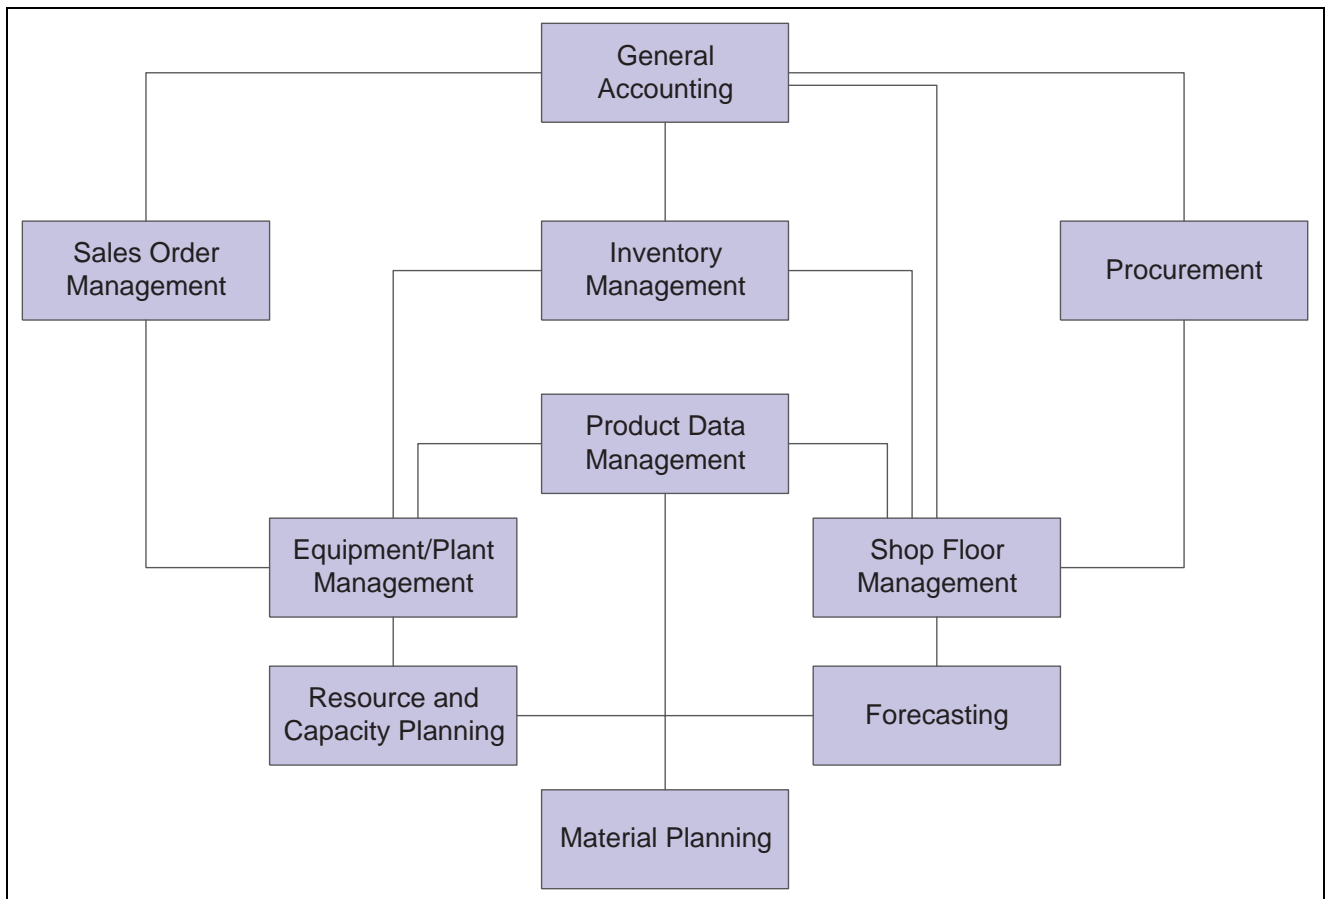 General
Accounting
Sales Order
Management
Inventory
Management
Procurement
Product Data
Management
Equipment/Plant
Management
Shop Floor
Management
Resource and
Capacity Planning
Forecasting
Material Planning